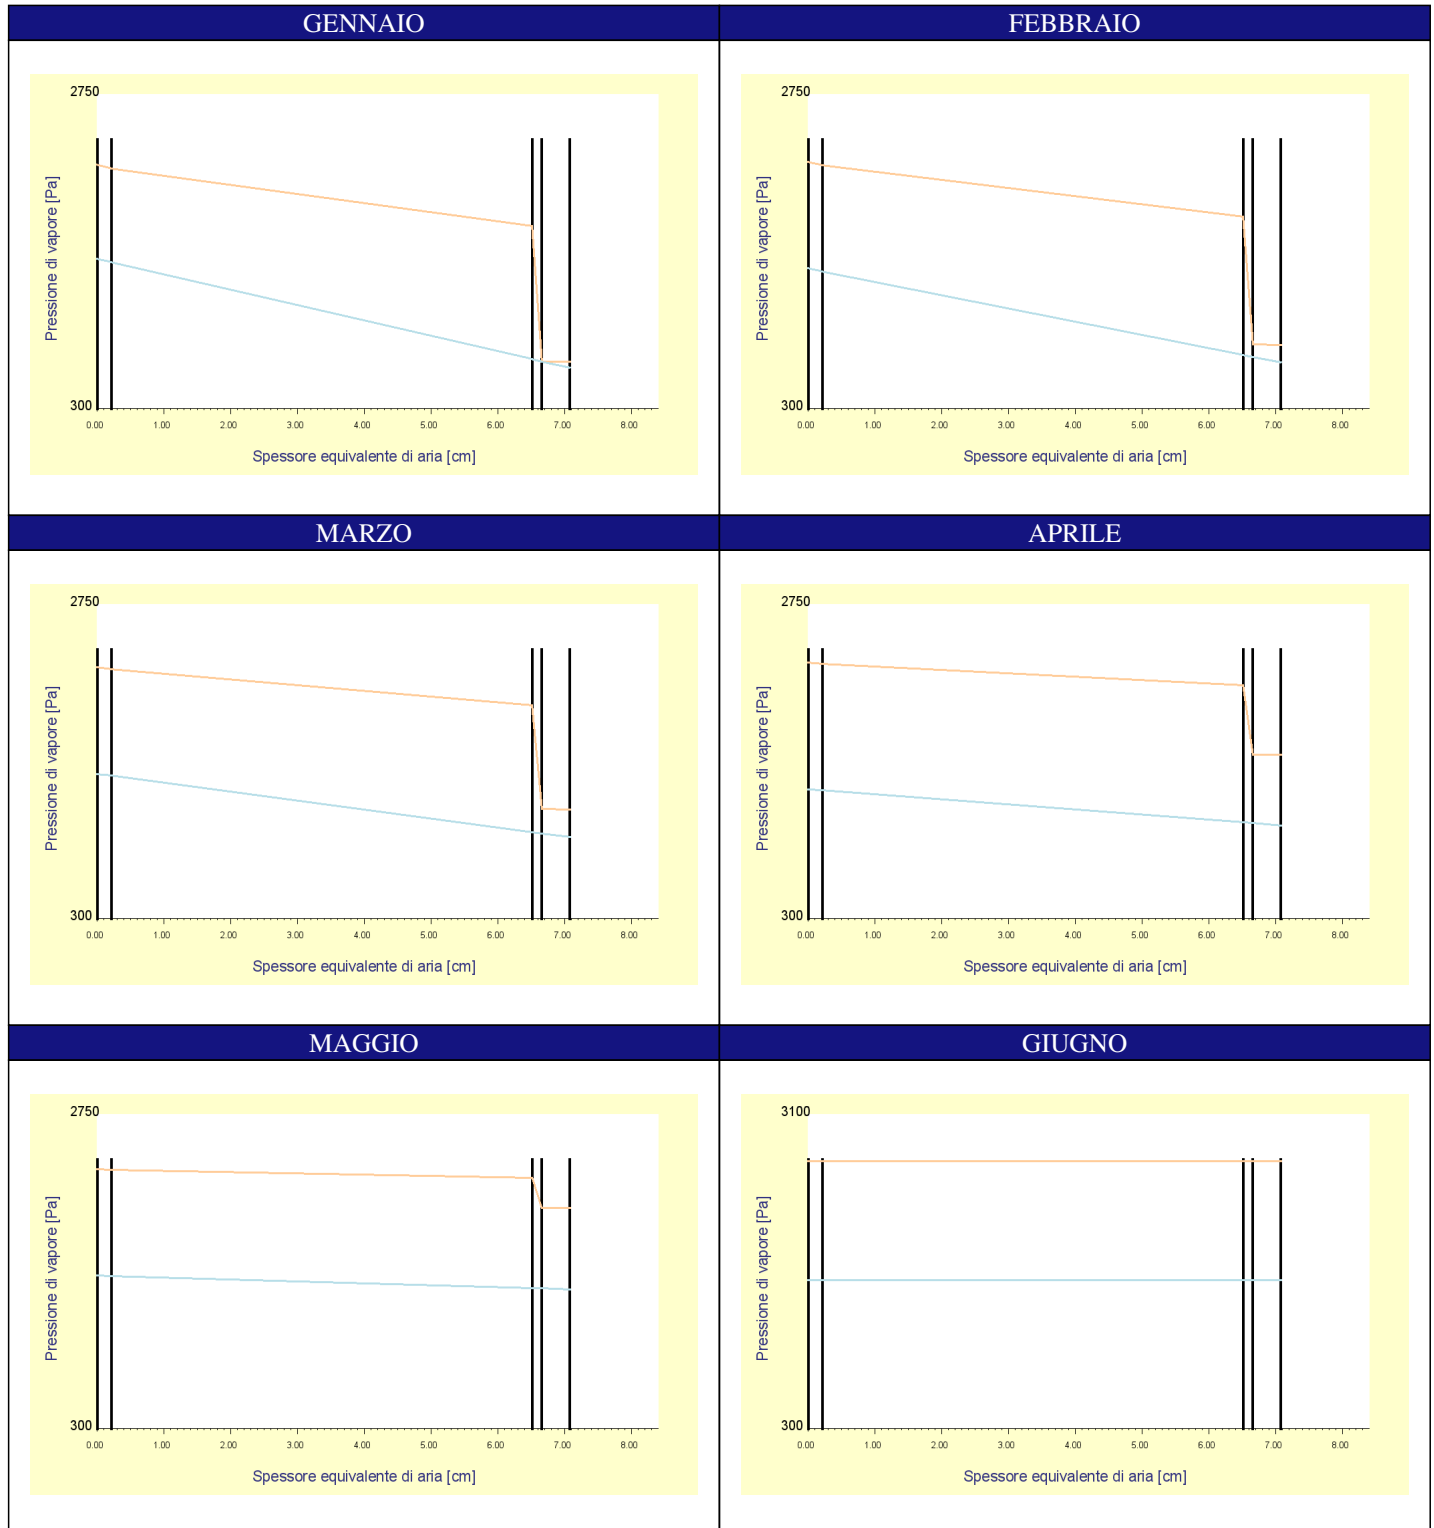 GENNAIO
FEBBRAIO
2750
Pressione di vapore [Pa]
300
0.00 1.00 2.00 3.00 4.00 5.00 6.00 7.00 8.00
Spessore equivalente di aria [cm]
2750
Pressione di vapore [Pa]
300
0.00 1.00 2.00 3.00 4.00 5.00 6.00 7.00 8.00
Spessore equivalente di aria [cm]
MARZO
APRILE
2750
Pressione di vapore [Pa]
300
0.00 1.00 2.00 3.00 4.00 5.00 6.00 7.00 8.00
Spessore equivalente di aria [cm]
2750
Pressione di vapore [Pa]
300
0.00 1.00 2.00 3.00 4.00 5.00 6.00 7.00 8.00
Spessore equivalente di aria [cm]
MAGGIO
GIUGNO
2750
Pressione di vapore [Pa]
300
0.00 1.00 2.00 3.00 4.00 5.00 6.00 7.00 8.00
Spessore equivalente di aria [cm]
3100
Pressione di vapore [Pa]
300
0.00 1.00 2.00 3.00 4.00 5.00 6.00 7.00 8.00
Spessore equivalente di aria [cm]